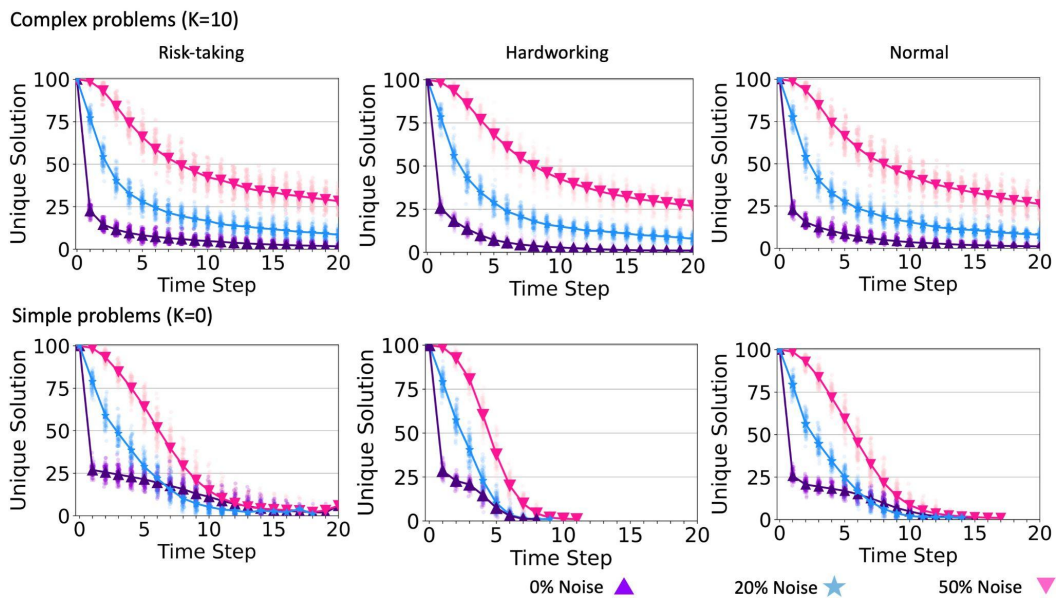 Complex problems (K=10)
Risk-taking Hardworking Normal
Unique Solution
100
75
50
25
0
0 5 10 15 20
Time Step
Unique Solution
100
75
50
25
0
0 5 10 15 20
Time Step
Unique Solution
100
75
50
25
0
0 5 10 15 20
Time Step
Simple problems (K=0)
Unique Solution
100
75
50
25
0
0 5 10 15 20
Time Step
Unique Solution
100
75
50
25
0
0 5 10 15 20
Time Step
Unique Solution
100
75
50
25
0
0 5 10 15 20
Time Step
0% Noise 20% Noise 50% Noise